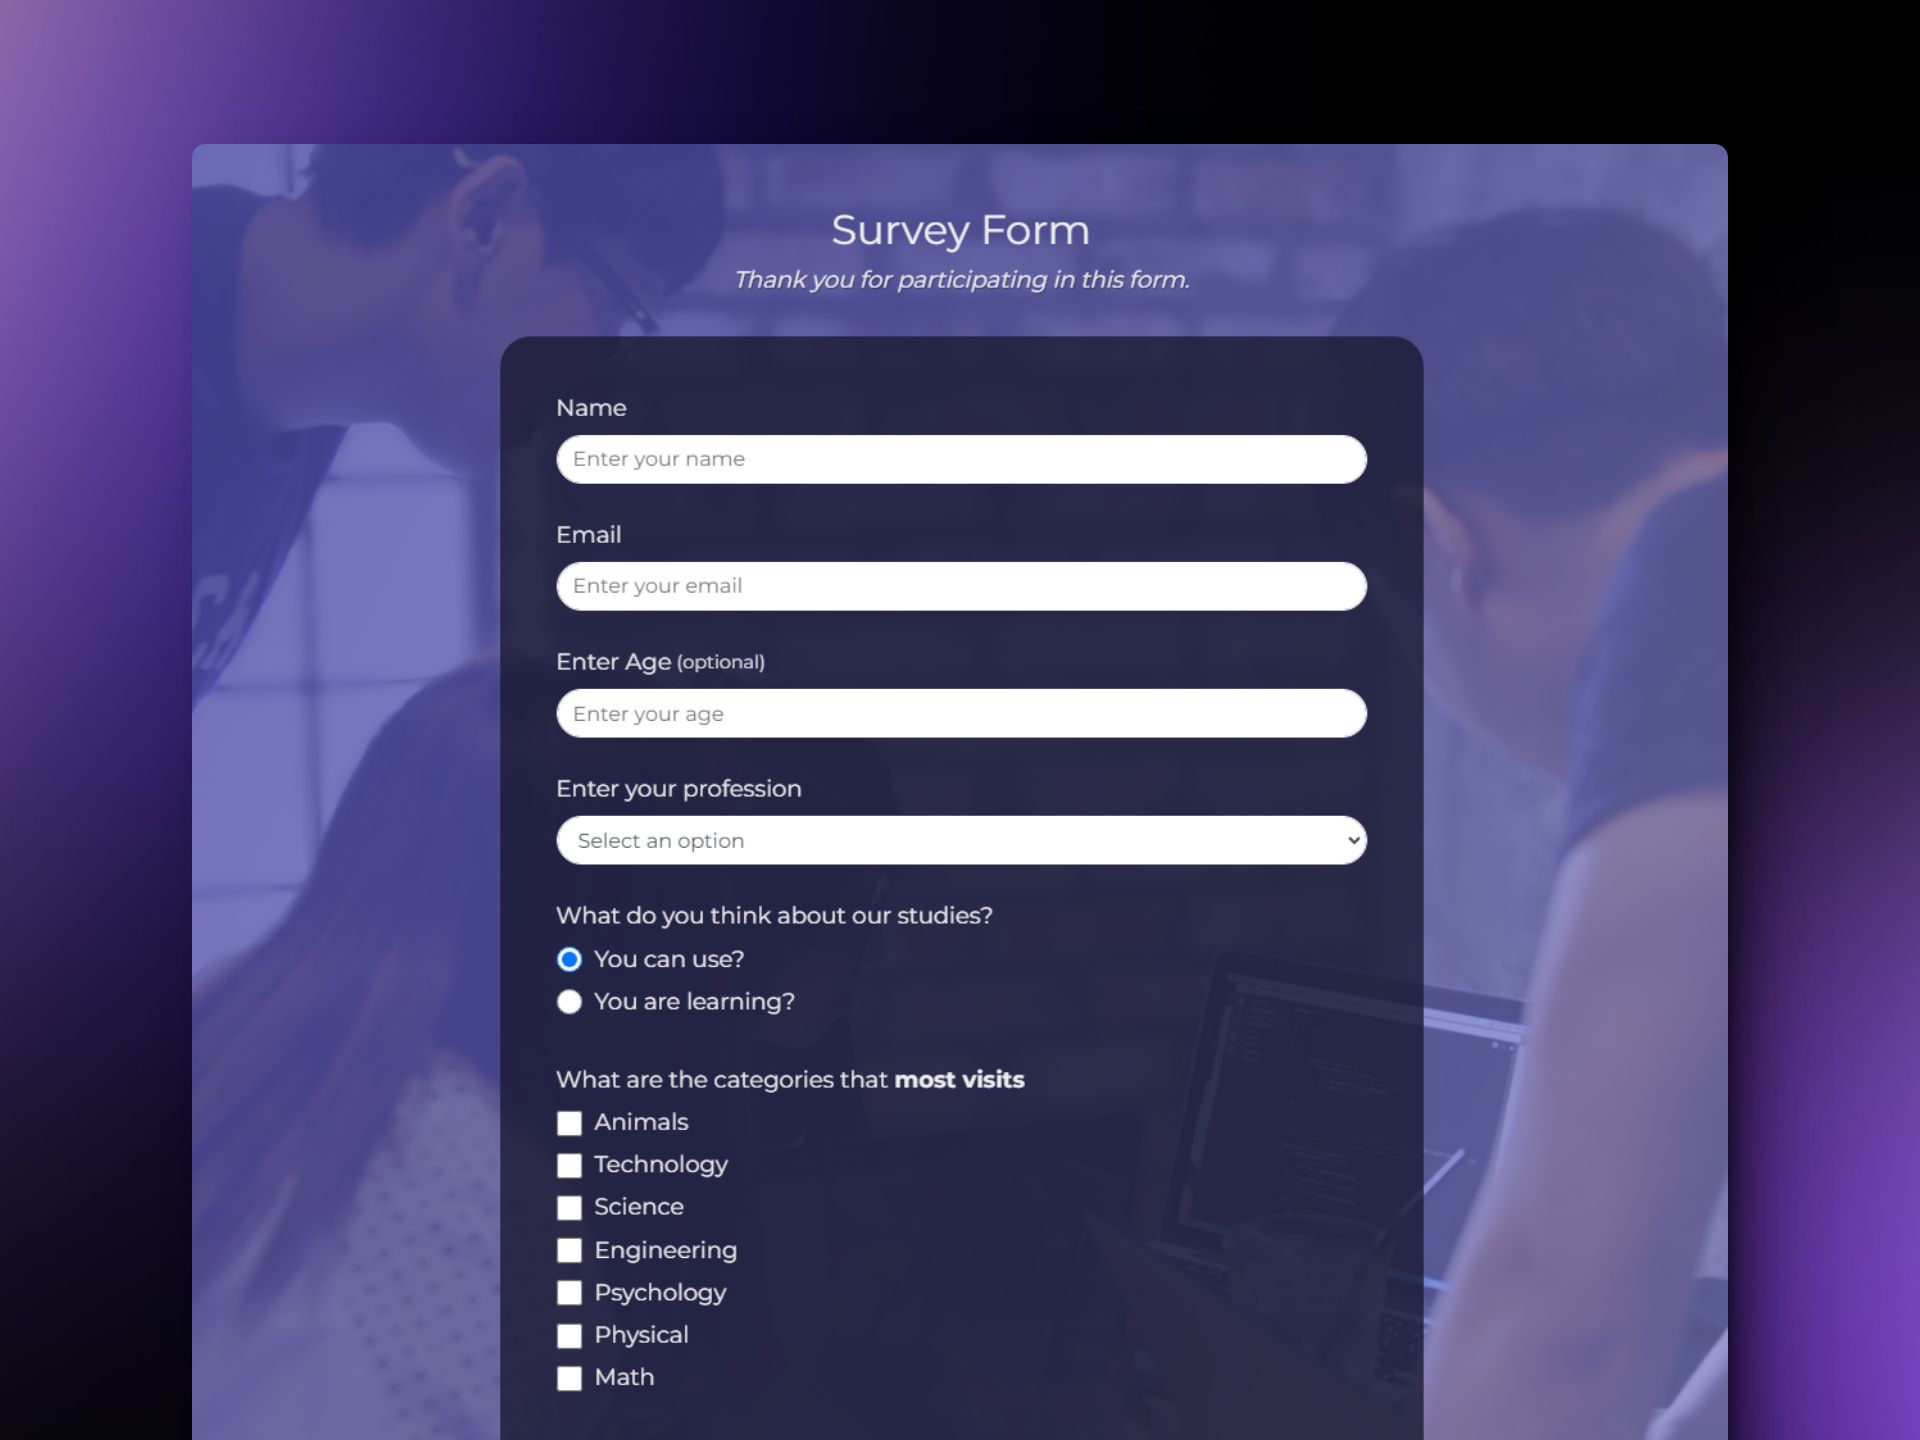 Survey Form
Thank you for participating in this form.
Name
Enter your name
Email
Enter your email
Enter Age (optional)
Enter your age
Enter your profession
Select an option
What do you think about our studies?
You can use?
You are learning?
What are the categories that most visits
Animals
Technology
Science
Engineering
Psychology
Physical
Math